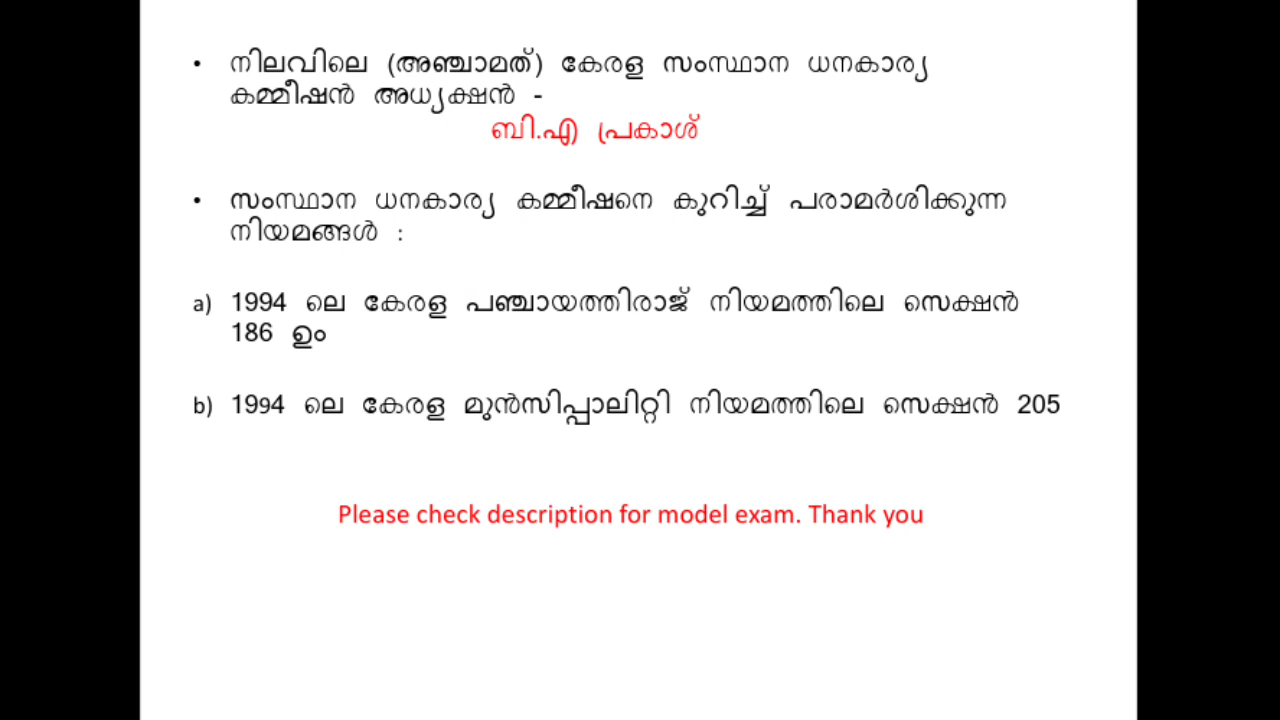 • നിലവിലെ (അഞ്ചാമത്) കേരള സംസ്ഥാന ധനകാര്യ
കമ്മീഷൻ അധ്യക്ഷൻ -
ബി.എ പ്രകാശ്
• സംസ്ഥാന ധനകാര്യ കമ്മീഷനെ കുറിച്ച് പരാമർശിക്കുന്ന
നിയമങ്ങൾ :
a) 1994 ലെ കേരള പഞ്ചായത്തിരാജ് നിയമത്തിലെ സെക്ഷൻ
186 ഉം
b) 1994 ലെ കേരള മുൻസിപ്പാലിറ്റി നിയമത്തിലെ സെക്ഷൻ 205
Please check description for model exam. Thank you